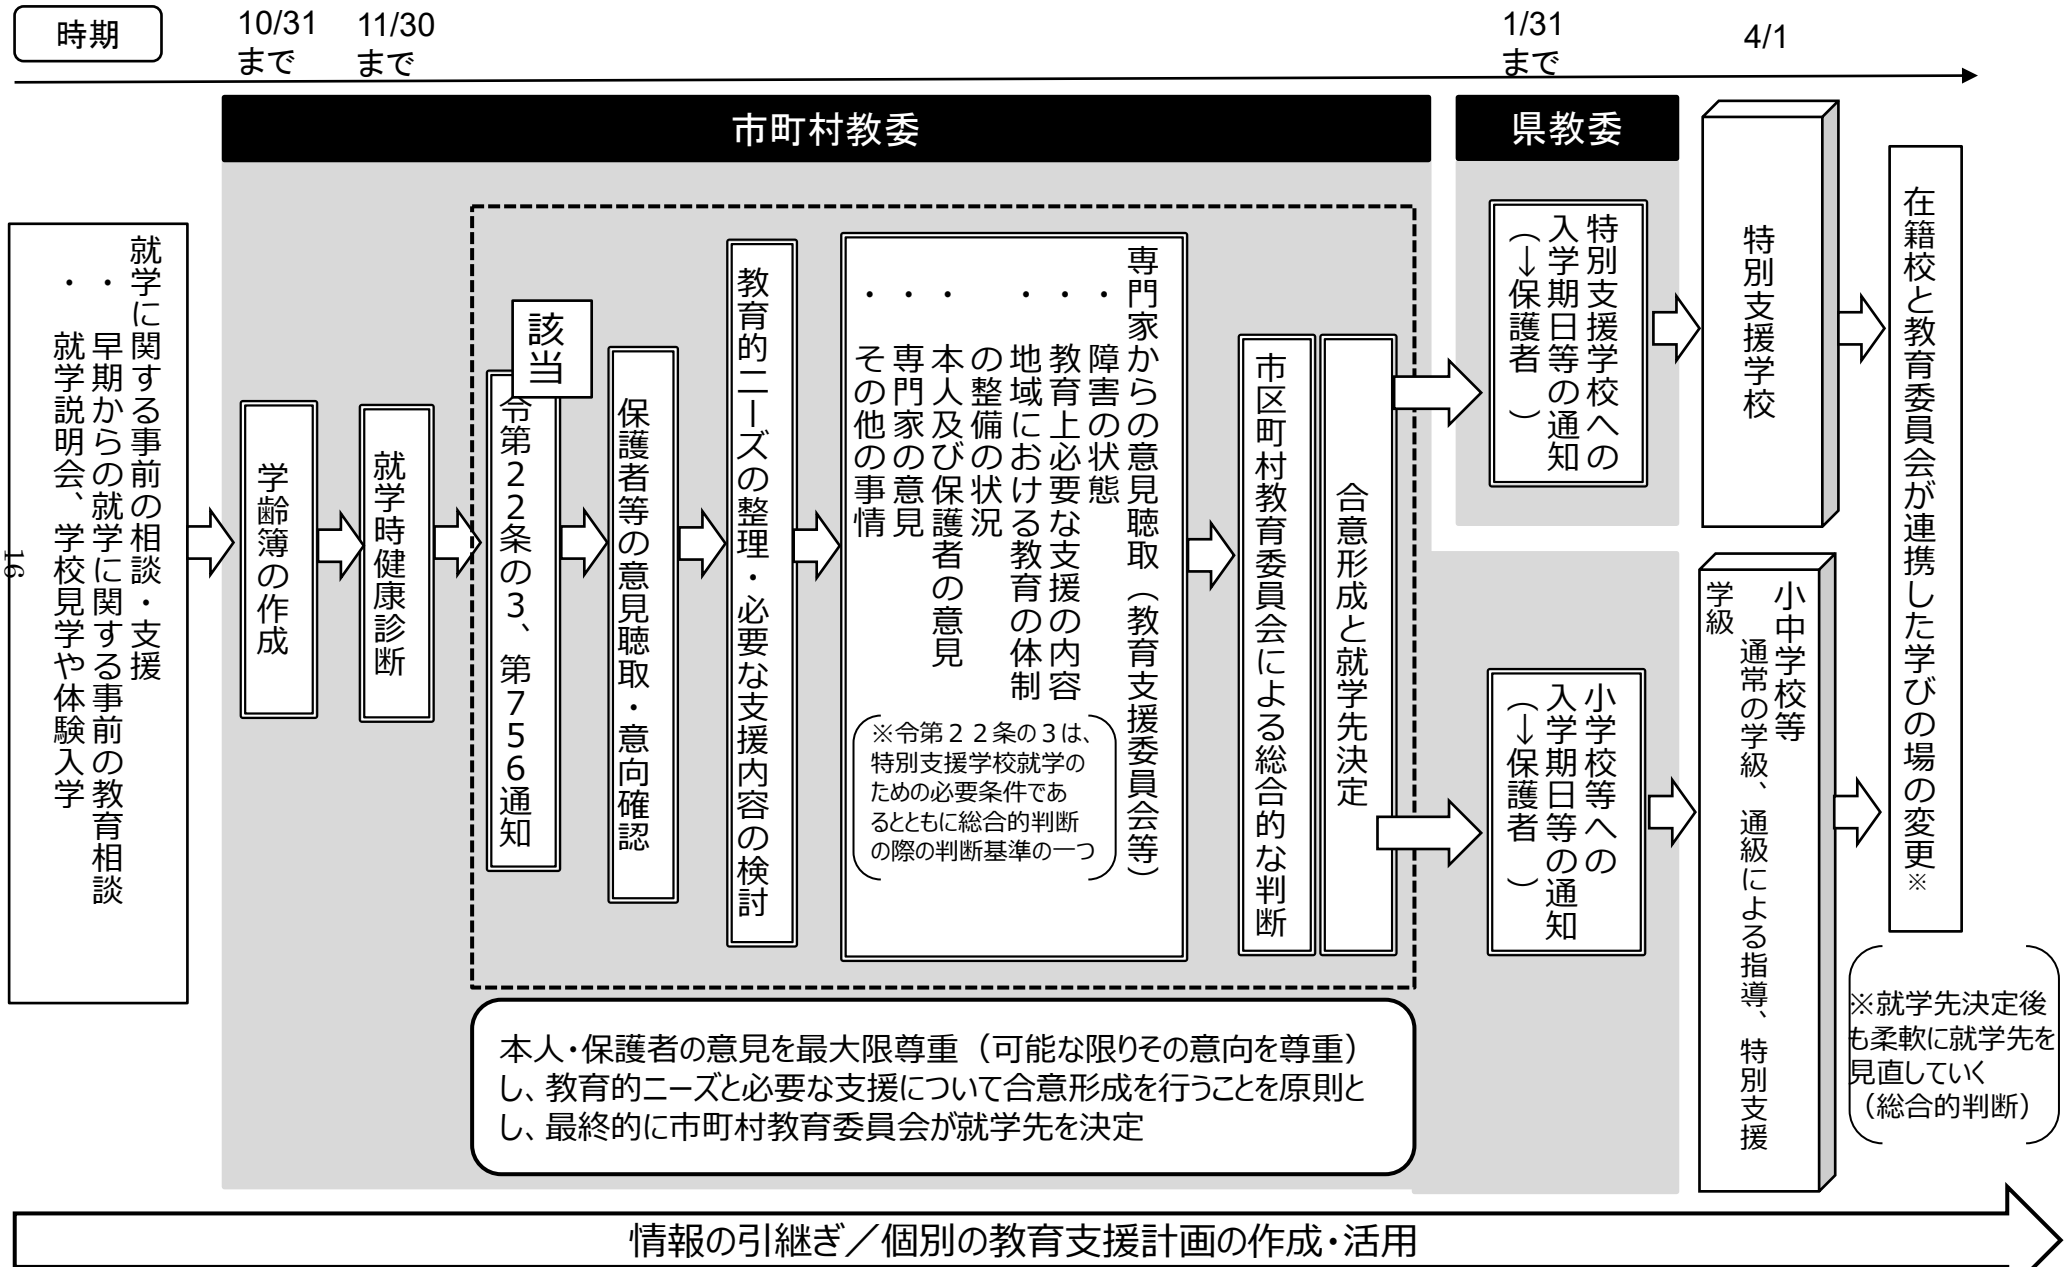 時期
10/31
まで
11/30
まで
1/31
まで
4/1
市町村教委
県教委
就学に関する事前の相談・支援
・ 早期からの就学に関する事前の教育相談
・ 就学説明会、学校見学や体験入学
16
学齢簿の作成
就学時健康診断
該当
令第22条の3、第756通知
保護者等の意見聴取・意向確認
教育的ニーズの整理・必要な支援内容の検討
専門家からの意見聴取（教育支援委員会等）
・ 障害の状態
・ 教育上必要な支援の内容
・ 地域における教育の体制
の整備の状況
・ 本人及び保護者の意見
・ 専門家の意見
・ その他の事情
※令第22条の3は、
特別支援学校就学の
ための必要条件であ
るとともに総合的判断
の際の判断基準の一つ
市区町村教育委員会による総合的な判断
合意形成と就学先決定
特別支援学校への
入学期日等の通知
（→保護者 ）
小学校等への
入学期日等の通知
（→保護者 ）
特別支援学校
小中学校等
通常の学級、通級による指導、特別支援
学級
在籍校と教育委員会が連携した学びの場の変更※
※就学先決定後
も柔軟に就学先を
見直していく
（総合的判断）
本人・保護者の意見を最大限尊重（可能な限りその意向を尊重）
し、教育的ニーズと必要な支援について合意形成を行うことを原則と
し、最終的に市町村教育委員会が就学先を決定
情報の引継ぎ／個別の教育支援計画の作成・活用